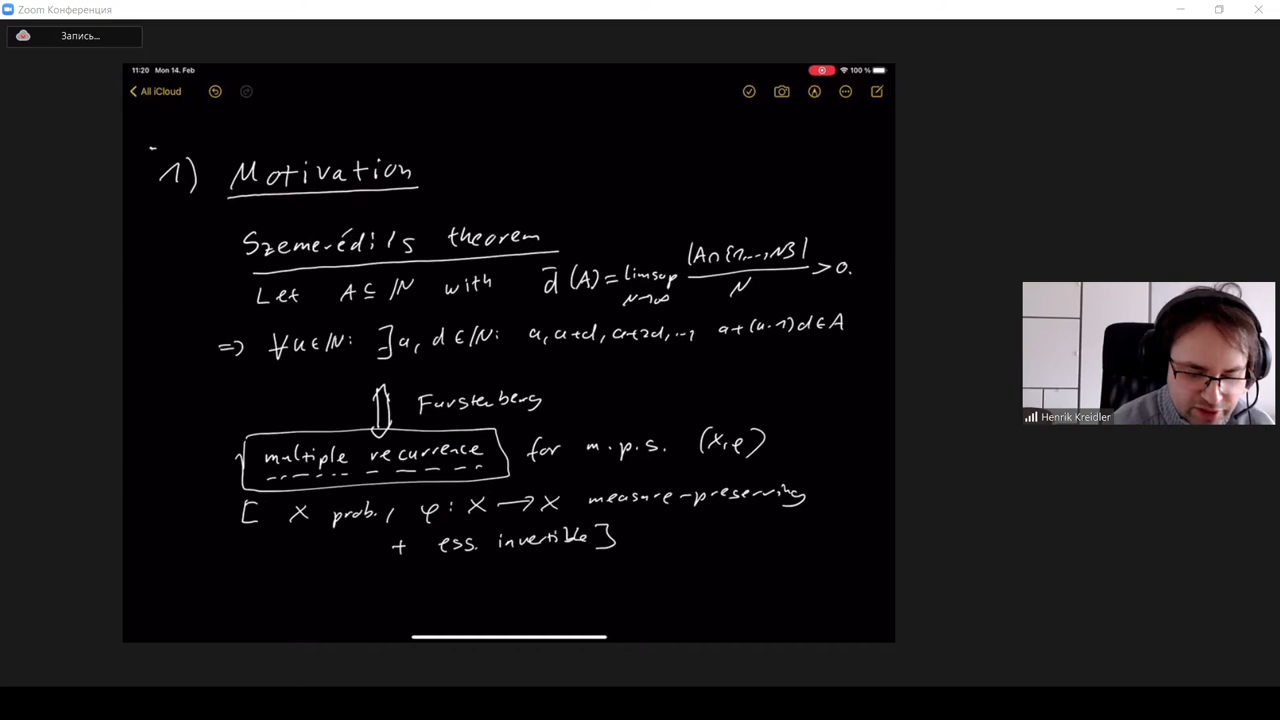 Zoom Конференция
Запись...
11:20 Mon 14. Feb
100 %
All iCloud
1) Motivation
Szemerédi's theorem
Let A ⊆ ℕ with d̄(A) = limsup_{N→∞} |A∩{1,...,N}| / N > 0.
=> ∀k∈ℕ: ∃a, d∈ℕ: a, a+d, a+2d, ..., a+(k-1)d ∈ A
⇕ Furstenberg
multiple recurrence for m.p.s. (X,φ)
[ X prob., φ: X → X measure-preserving
+ ess. invertible ]
Henrik Kreidler